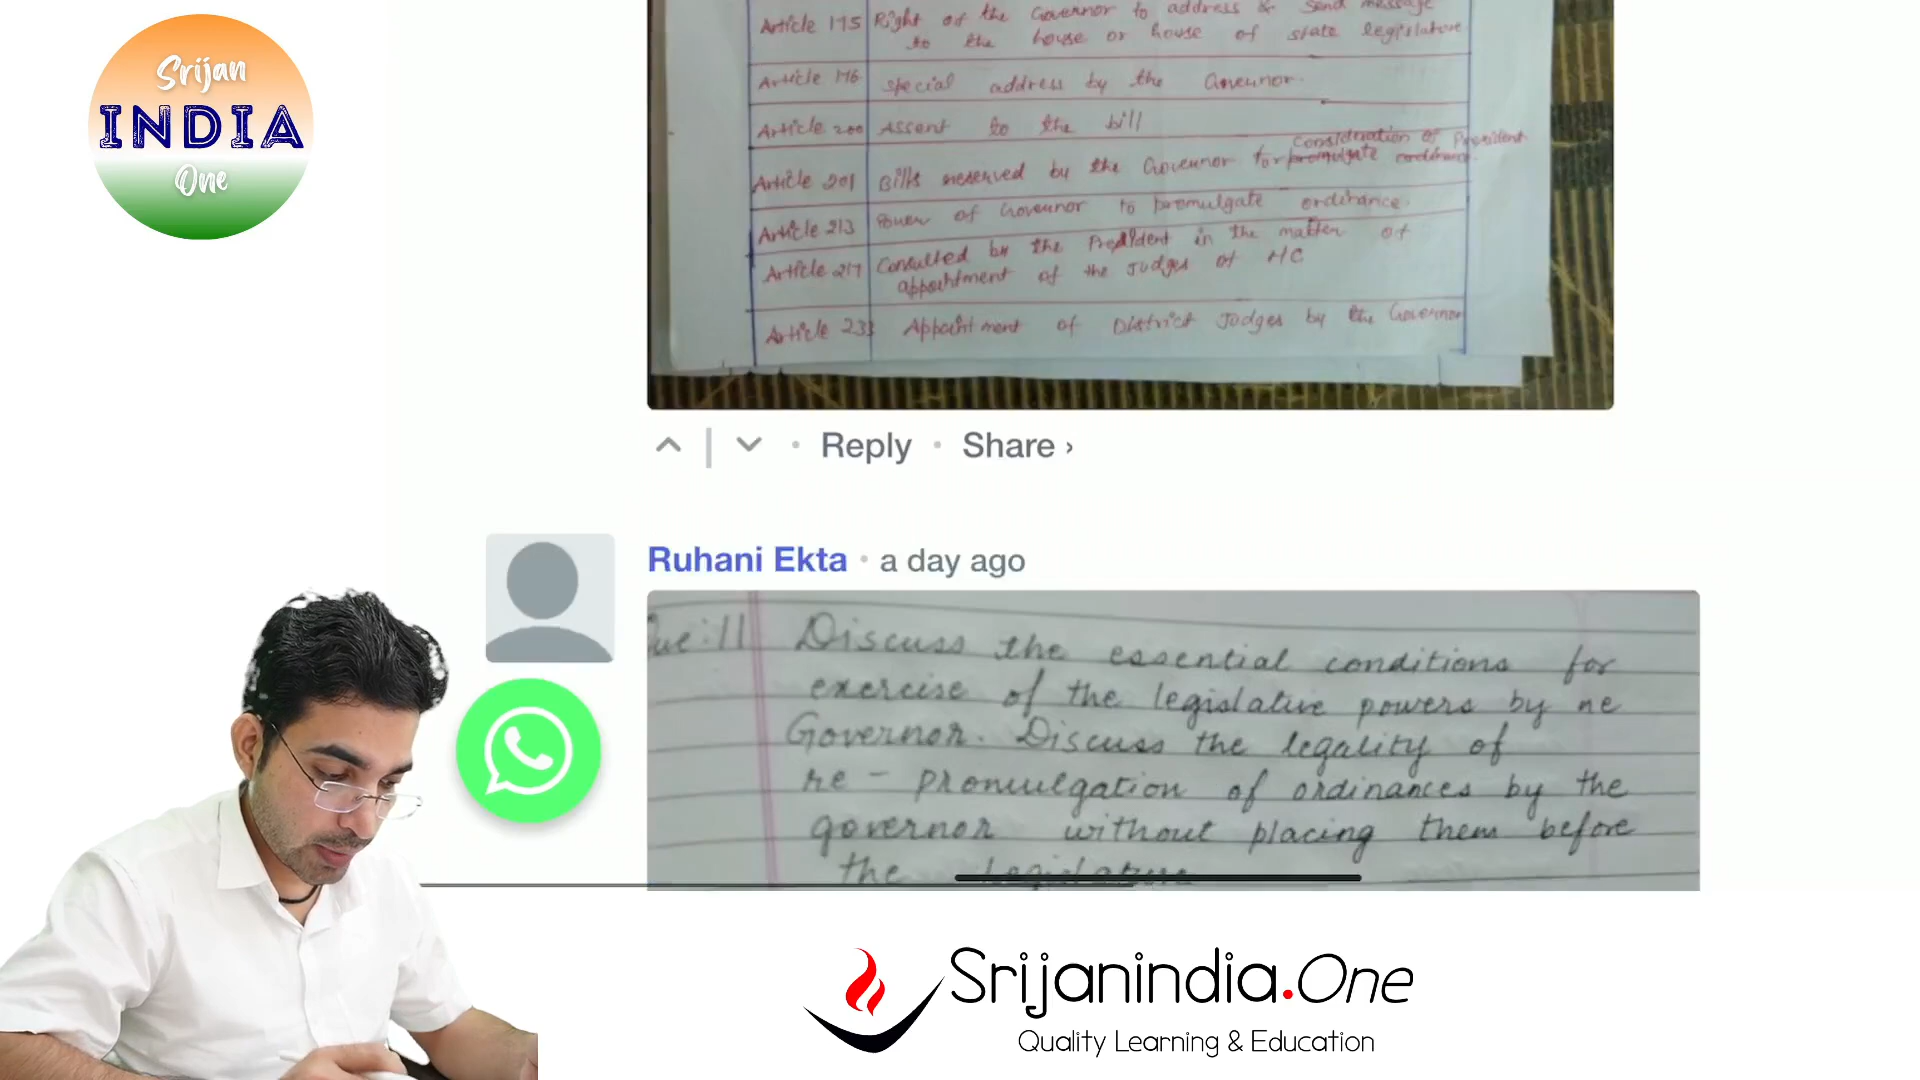 Srijan
INDIA
One
Article 175 Right of the Governor to address & send message
to the house or house of state legislature
Article 176 special address by the Governor.
Article 200 Assent to the bill
consideration of President
Article 201 Bills reserved by the Governor for promulgate ordinance.
Article 213 Power of Governor to promulgate ordinance.
Article 217 Consulted by the President in the matter of
appointment of the Judges of HC
Article 233 Appointment of District Judges by the Governor
Reply • Share ›
Ruhani Ekta • a day ago
Que:11 Discuss the essential conditions for
exercise of the legislative powers by ne
Governor. Discuss the legality of
re - promulgation of ordinances by the
governor without placing them before
the legislature
Srijanindia.One
Quality Learning & Education